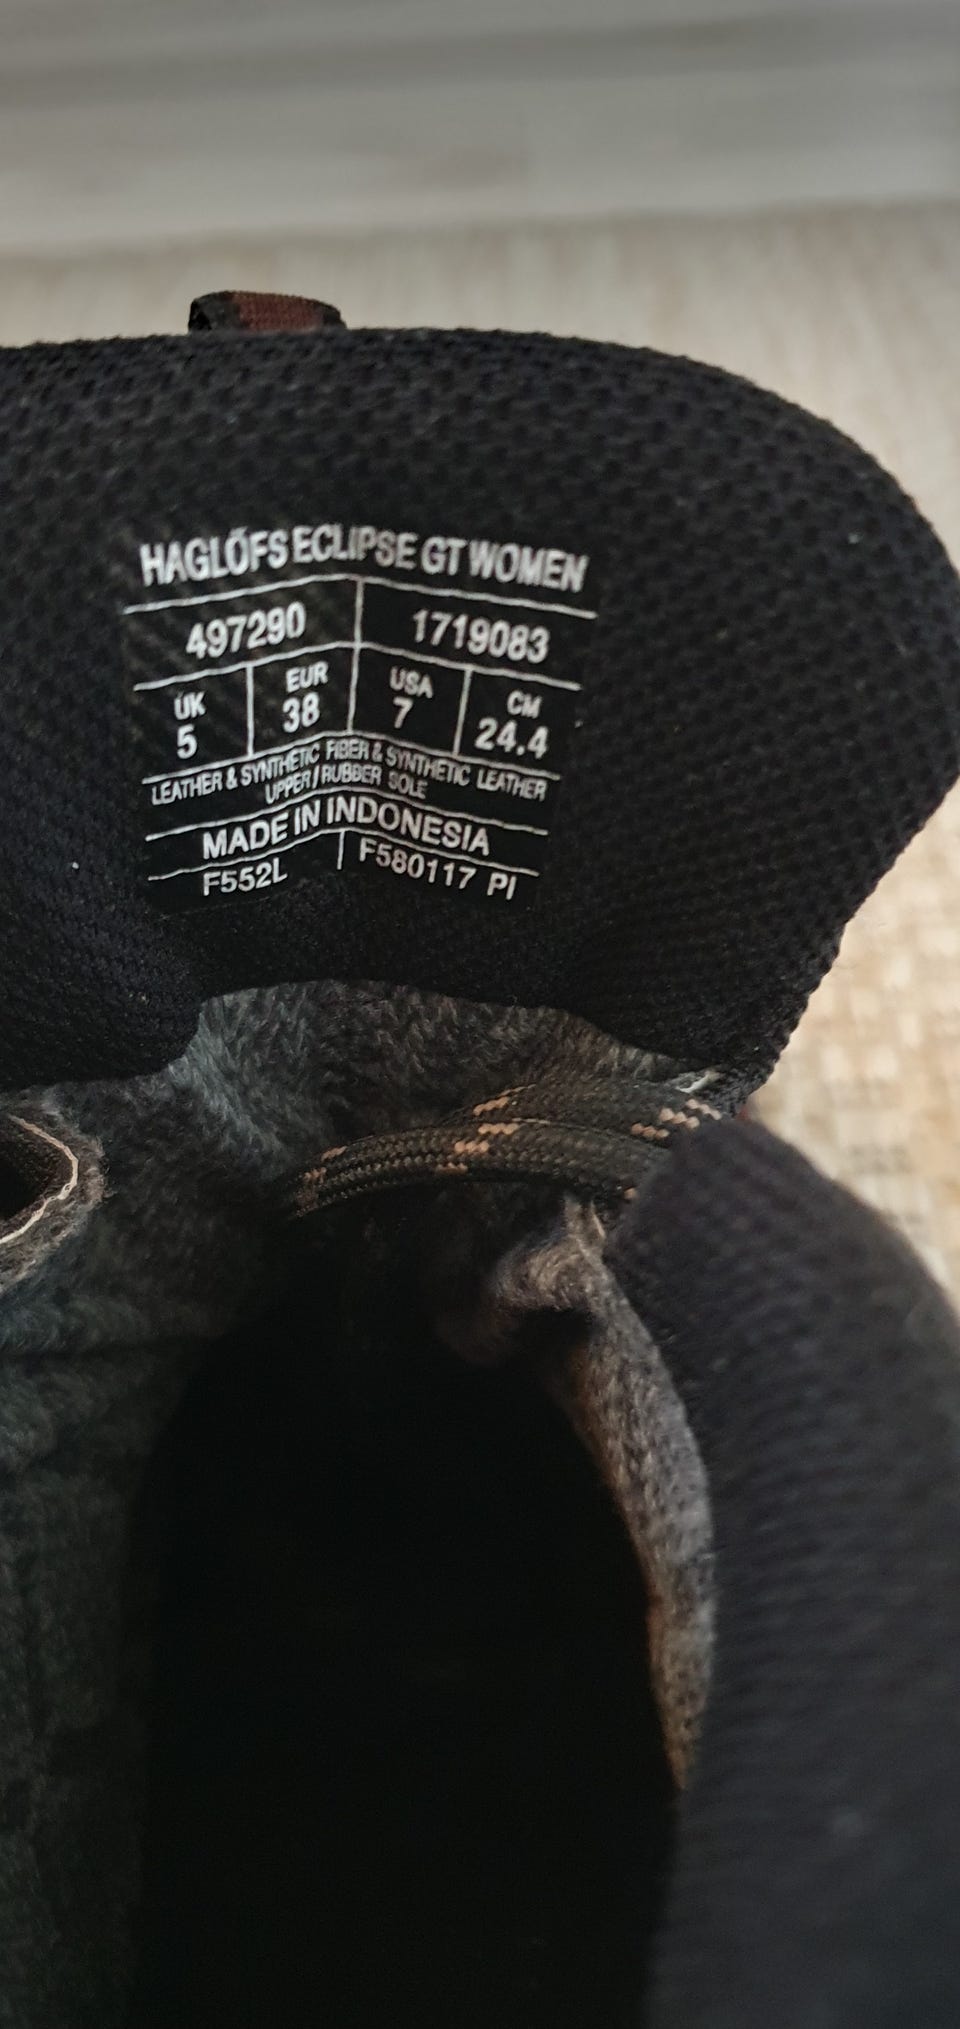 HAGLÖFS ECLIPSE GT WOMEN
497290 1719083
UK EUR USA CM
5 38 7 24.4
LEATHER & SYNTHETIC FIBER & SYNTHETIC LEATHER
UPPER / RUBBER SOLE
MADE IN INDONESIA
F552L F580117 PI